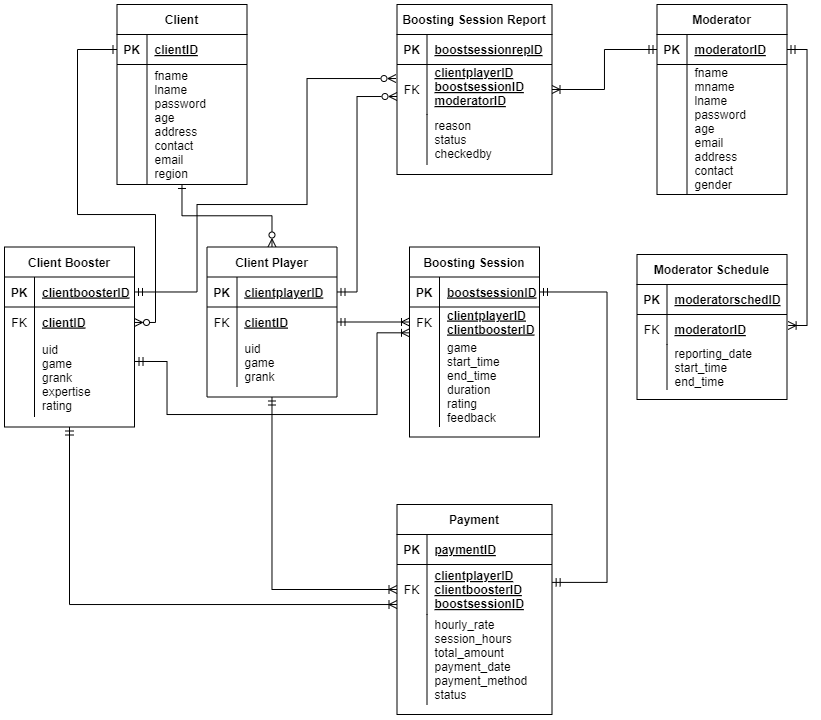 Client
PK clientID
fname
lname
password
age
address
contact
email
region
Boosting Session Report
PK boostsessionrepID
clientplayerID
FK boostsessionID
moderatorID
reason
status
checkedby
Moderator
PK moderatorID
fname
mname
lname
password
age
email
address
contact
gender
Client Booster
PK clientboosterID
FK clientID
uid
game
grank
expertise
rating
Client Player
PK clientplayerID
FK clientID
uid
game
grank
Boosting Session
PK boostsessionID
clientplayerID
FK clientboosterID
game
start_time
end_time
duration
rating
feedback
Moderator Schedule
PK moderatorschedID
FK moderatorID
reporting_date
start_time
end_time
Payment
PK paymentID
clientplayerID
FK clientboosterID
boostsessionID
hourly_rate
session_hours
total_amount
payment_date
payment_method
status